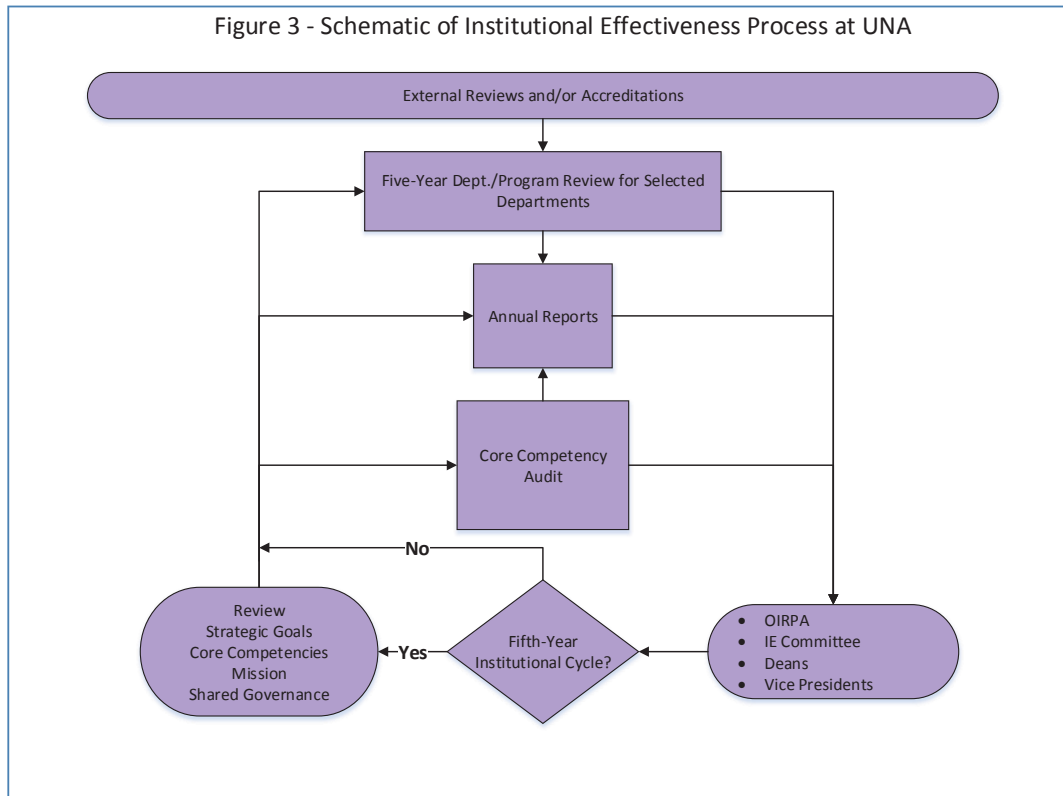 Figure 3 - Schematic of Institutional Effectiveness Process at UNA
External Reviews and/or Accreditations
Five-Year Dept./Program Review for Selected
Departments
Annual Reports
Core Competency
Audit
No
Review
Strategic Goals
Core Competencies
Mission
Shared Governance
Yes
Fifth-Year
Institutional Cycle?
• OIRPA
• IE Committee
• Deans
• Vice Presidents